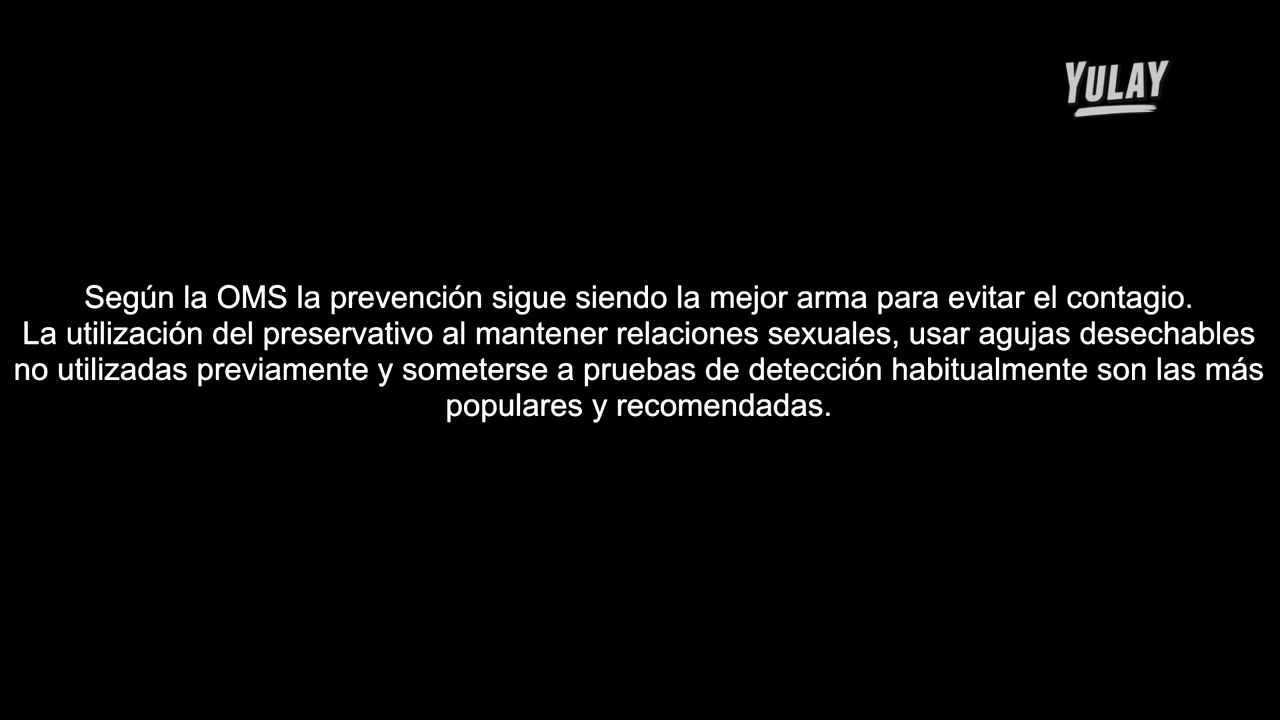 YULAY
Según la OMS la prevención sigue siendo la mejor arma para evitar el contagio.
La utilización del preservativo al mantener relaciones sexuales, usar agujas desechables
no utilizadas previamente y someterse a pruebas de detección habitualmente son las más
populares y recomendadas.